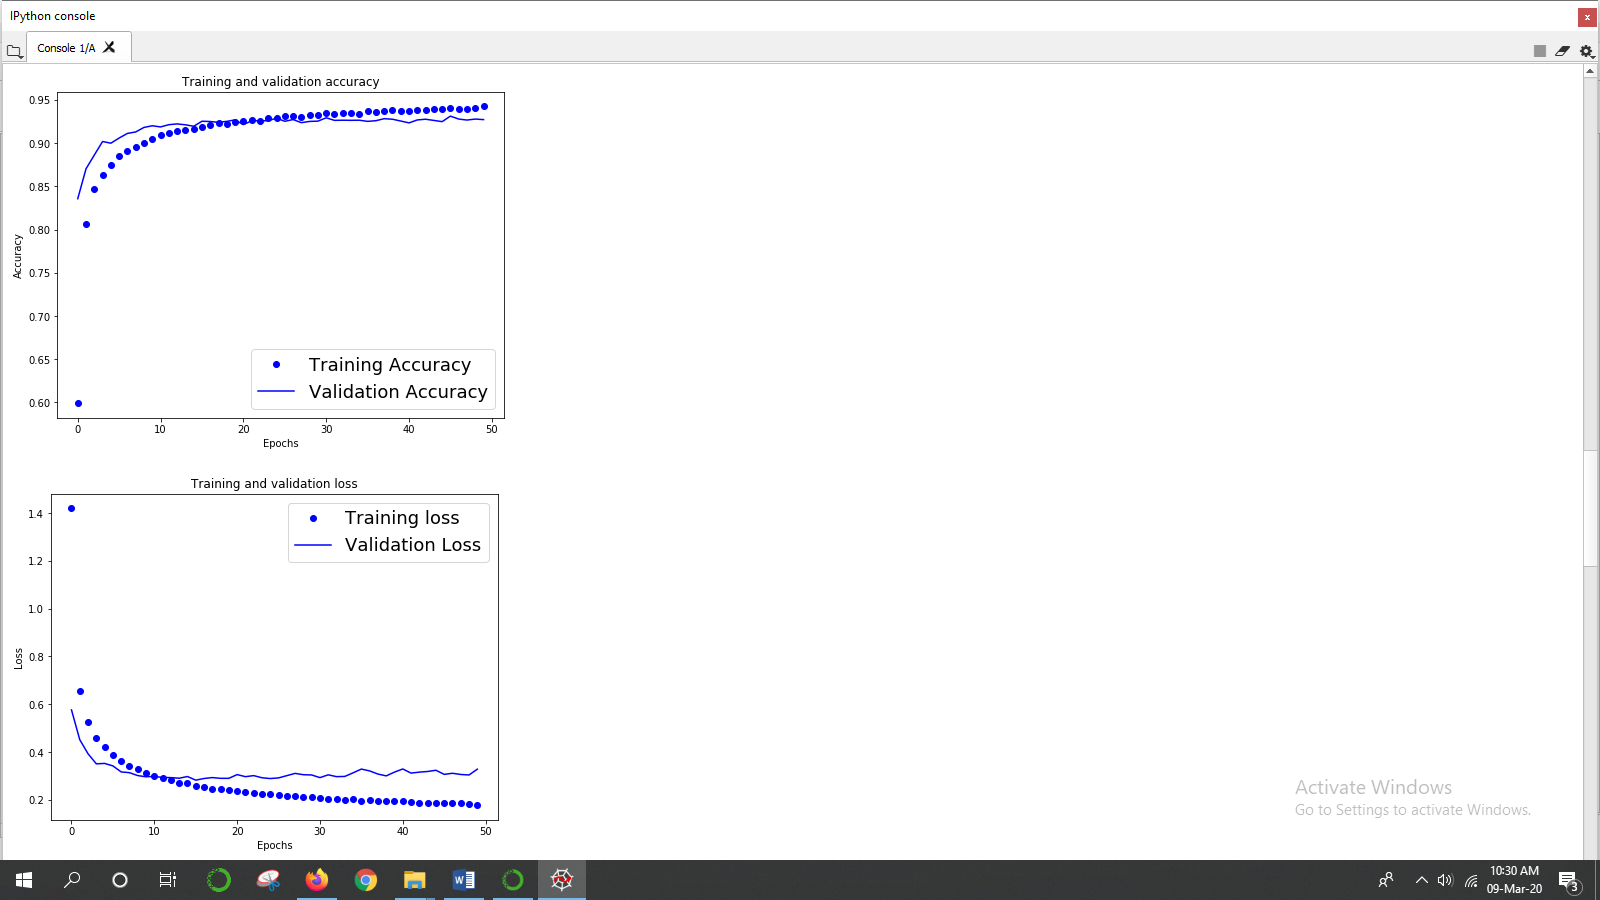 IPython console
x
Console 1/A
Training and validation accuracy
0.95
0.90
0.85
0.80
0.75
0.70
0.65
0.60
Accuracy
Training Accuracy
Validation Accuracy
0 10 20 30 40 50
Epochs
Training and validation loss
1.4
1.2
1.0
0.8
0.6
0.4
0.2
Loss
Training loss
Validation Loss
0 10 20 30 40 50
Epochs
Activate Windows
Go to Settings to activate Windows.
W
10:30 AM
09-Mar-20
3